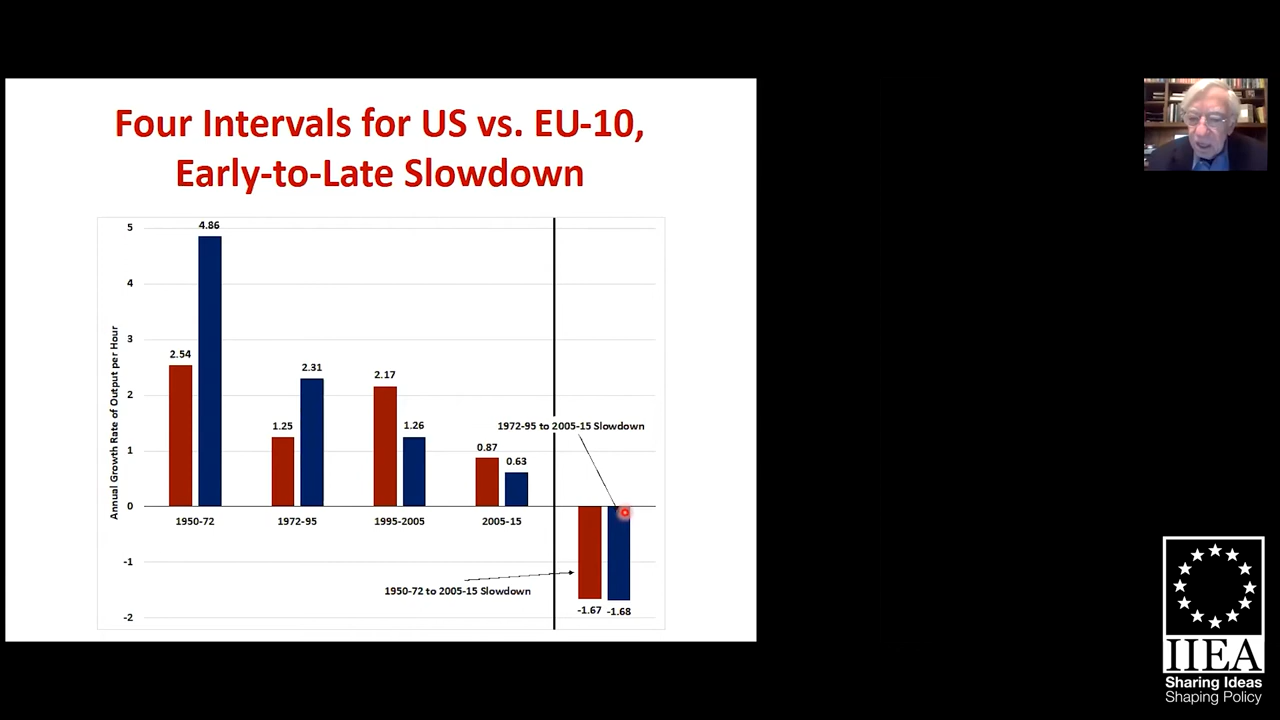 Four Intervals for US vs. EU-10,
Early-to-Late Slowdown
Annual Growth Rate of Output per Hour
5
4
3
2
1
0
-1
-2
2.54
4.86
1.25
2.31
2.17
1.26
0.87
0.63
-1.67
-1.68
1950-72
1972-95
1995-2005
2005-15
1972-95 to 2005-15 Slowdown
1950-72 to 2005-15 Slowdown
IIEA
Sharing Ideas
Shaping Policy